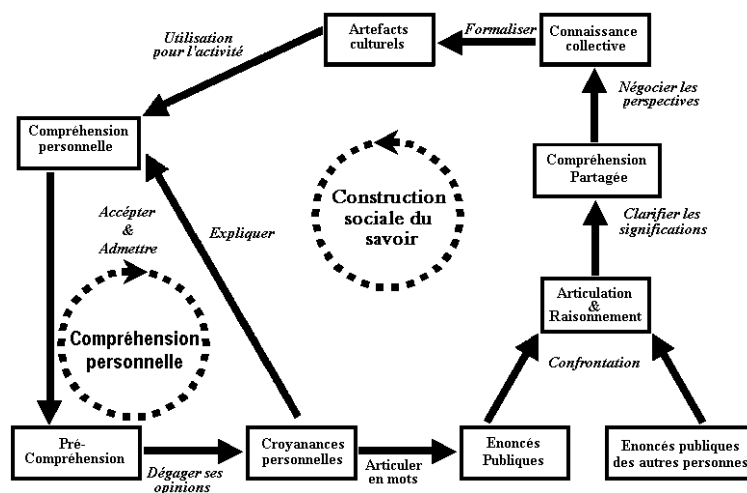 Utilisation
pour l'activité
Artefacts
culturels
Formaliser
Connaissance
collective
Négocier les
perspectives
Compréhension
personnelle
Compréhension
Partagée
Construction
sociale du
savoir
Accépter
&
Admettre
Expliquer
Clarifier les
significations
Articulation
&
Raisonnement
Compréhension
personnelle
Confrontation
Pré-
Compréhension
Dégager ses
opinions
Croyanances
personnelles
Articuler
en mots
Enoncés
Publiques
Enoncés publiques
des autres personnes